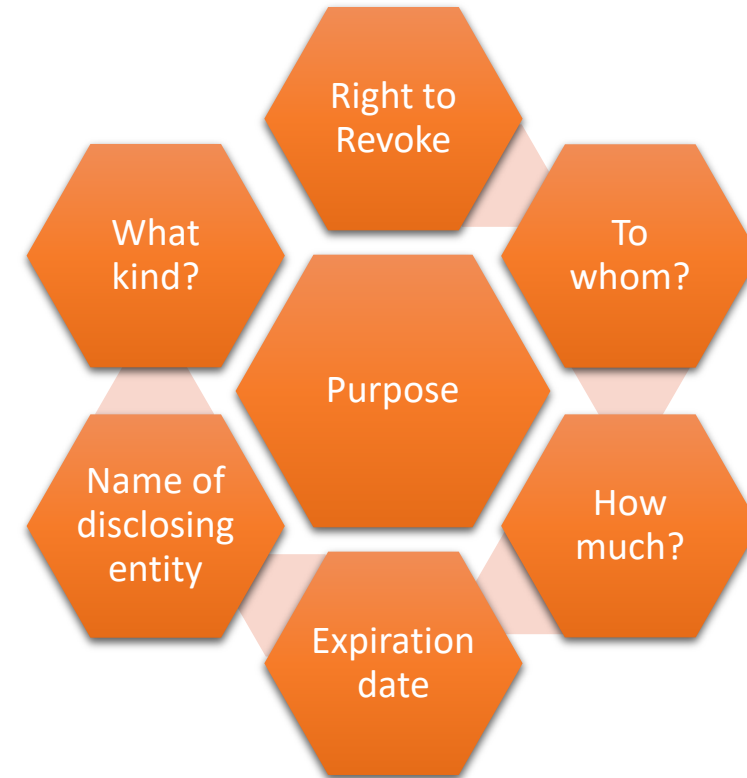 Right to
Revoke
To
whom?
How
much?
Expiration
date
Name of
disclosing
entity
What
kind?
Purpose